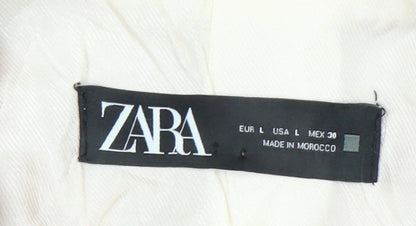 ZARA
EUR L USA L MEX 30
MADE IN MOROCCO